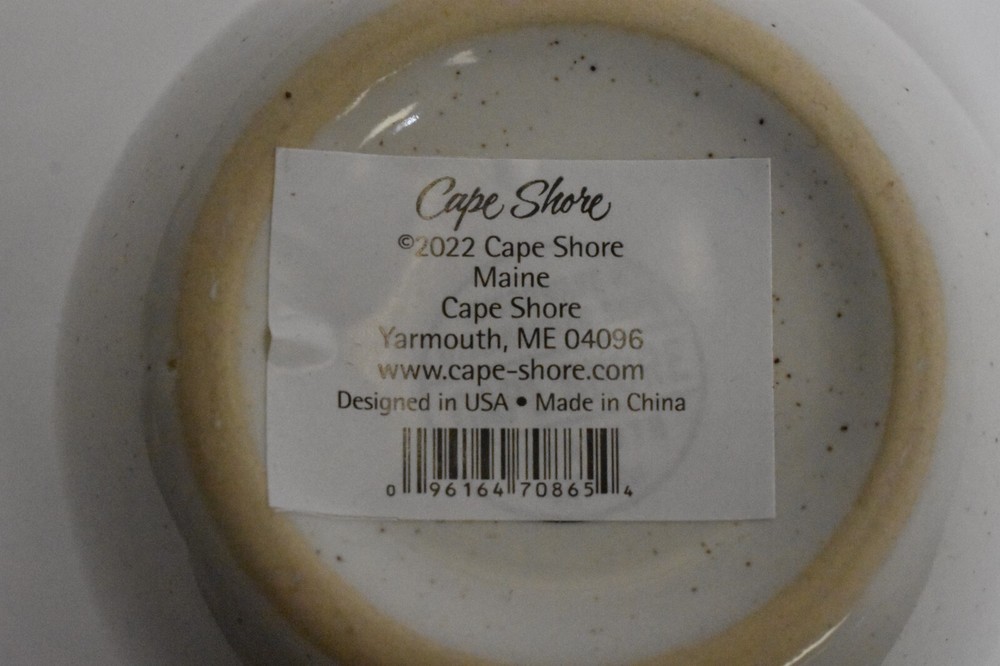 Cape Shore
©2022 Cape Shore
Maine
Cape Shore
Yarmouth, ME 04096
www.cape-shore.com
Designed in USA • Made in China
0 96164 70865 4